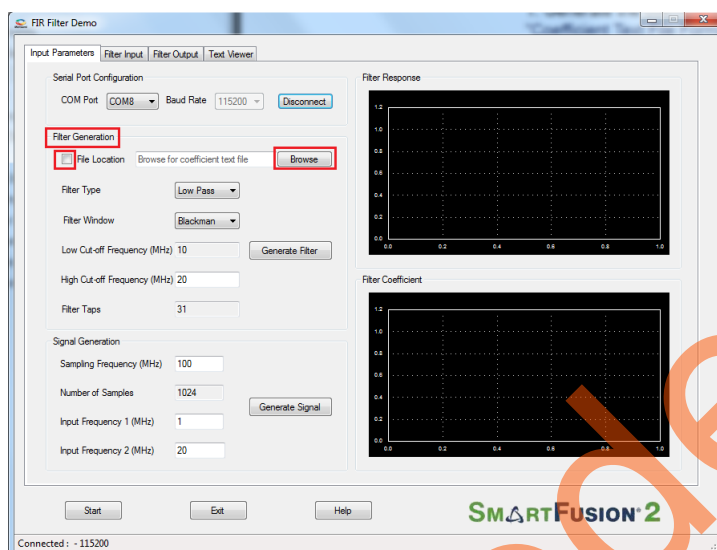 FIR Filter Demo
Input Parameters Filter Input Filter Output Text Viewer
Serial Port Configuration
COM Port COM8 Baud Rate 115200 Disconnect
Filter Generation
File Location Browse for coefficient text file Browse
Filter Type Low Pass
Filter Window Blackman
Low Cut-off Frequency (MHz) 10 Generate Filter
High Cut-off Frequency (MHz) 20
Filter Taps 31
Signal Generation
Sampling Frequency (MHz) 100
Number of Samples 1024
Generate Signal
Input Frequency 1 (MHz) 1
Input Frequency 2 (MHz) 20
Filter Response
1.2
1.0
0.8
0.6
0.4
0.2
0.0
0.0 0.2 0.4 0.6 0.8 1.0
Filter Coefficient
1.2
1.0
0.8
0.6
0.4
0.2
0.0
0.0 0.2 0.4 0.6 0.8 1.0
Start Exit Help
SMARTFUSION 2
Connected : - 115200